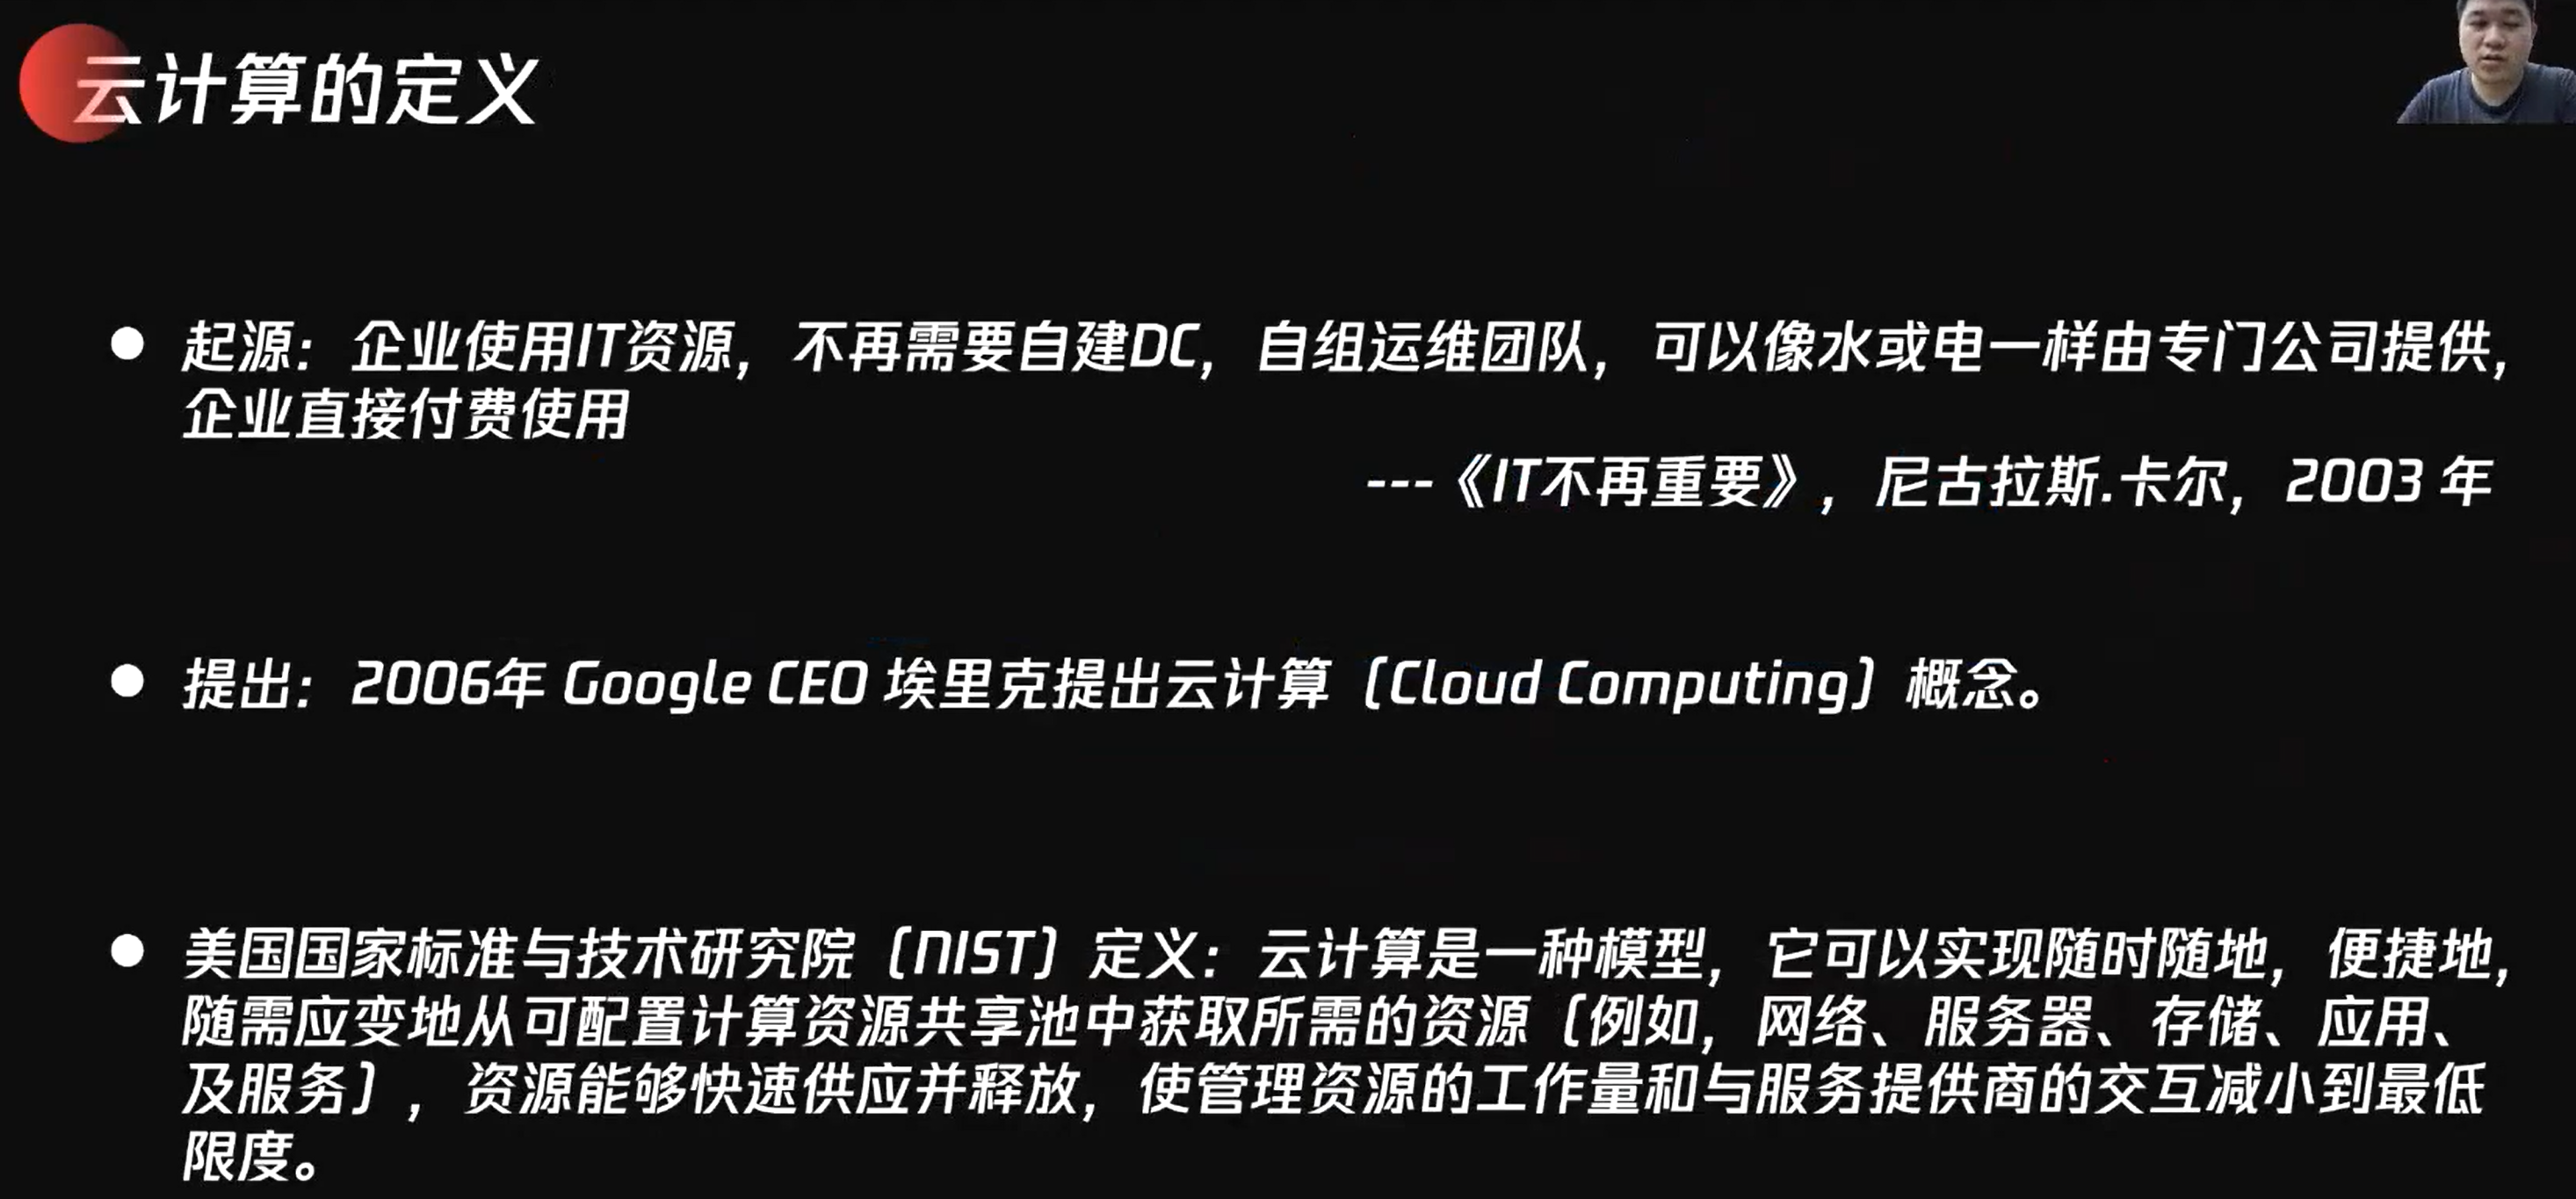 云计算的定义
起源：企业使用IT资源，不再需要自建DC，自组运维团队，可以像水或电一样由专门公司提供，
企业直接付费使用
---《IT不再重要》，尼古拉斯.卡尔，2003 年
提出：2006年 Google CEO 埃里克提出云计算（Cloud Computing）概念。
美国国家标准与技术研究院（NIST）定义：云计算是一种模型，它可以实现随时随地，便捷地，
随需应变地从可配置计算资源共享池中获取所需的资源（例如，网络、服务器、存储、应用、
及服务），资源能够快速供应并释放，使管理资源的工作量和与服务提供商的交互减小到最低
限度。